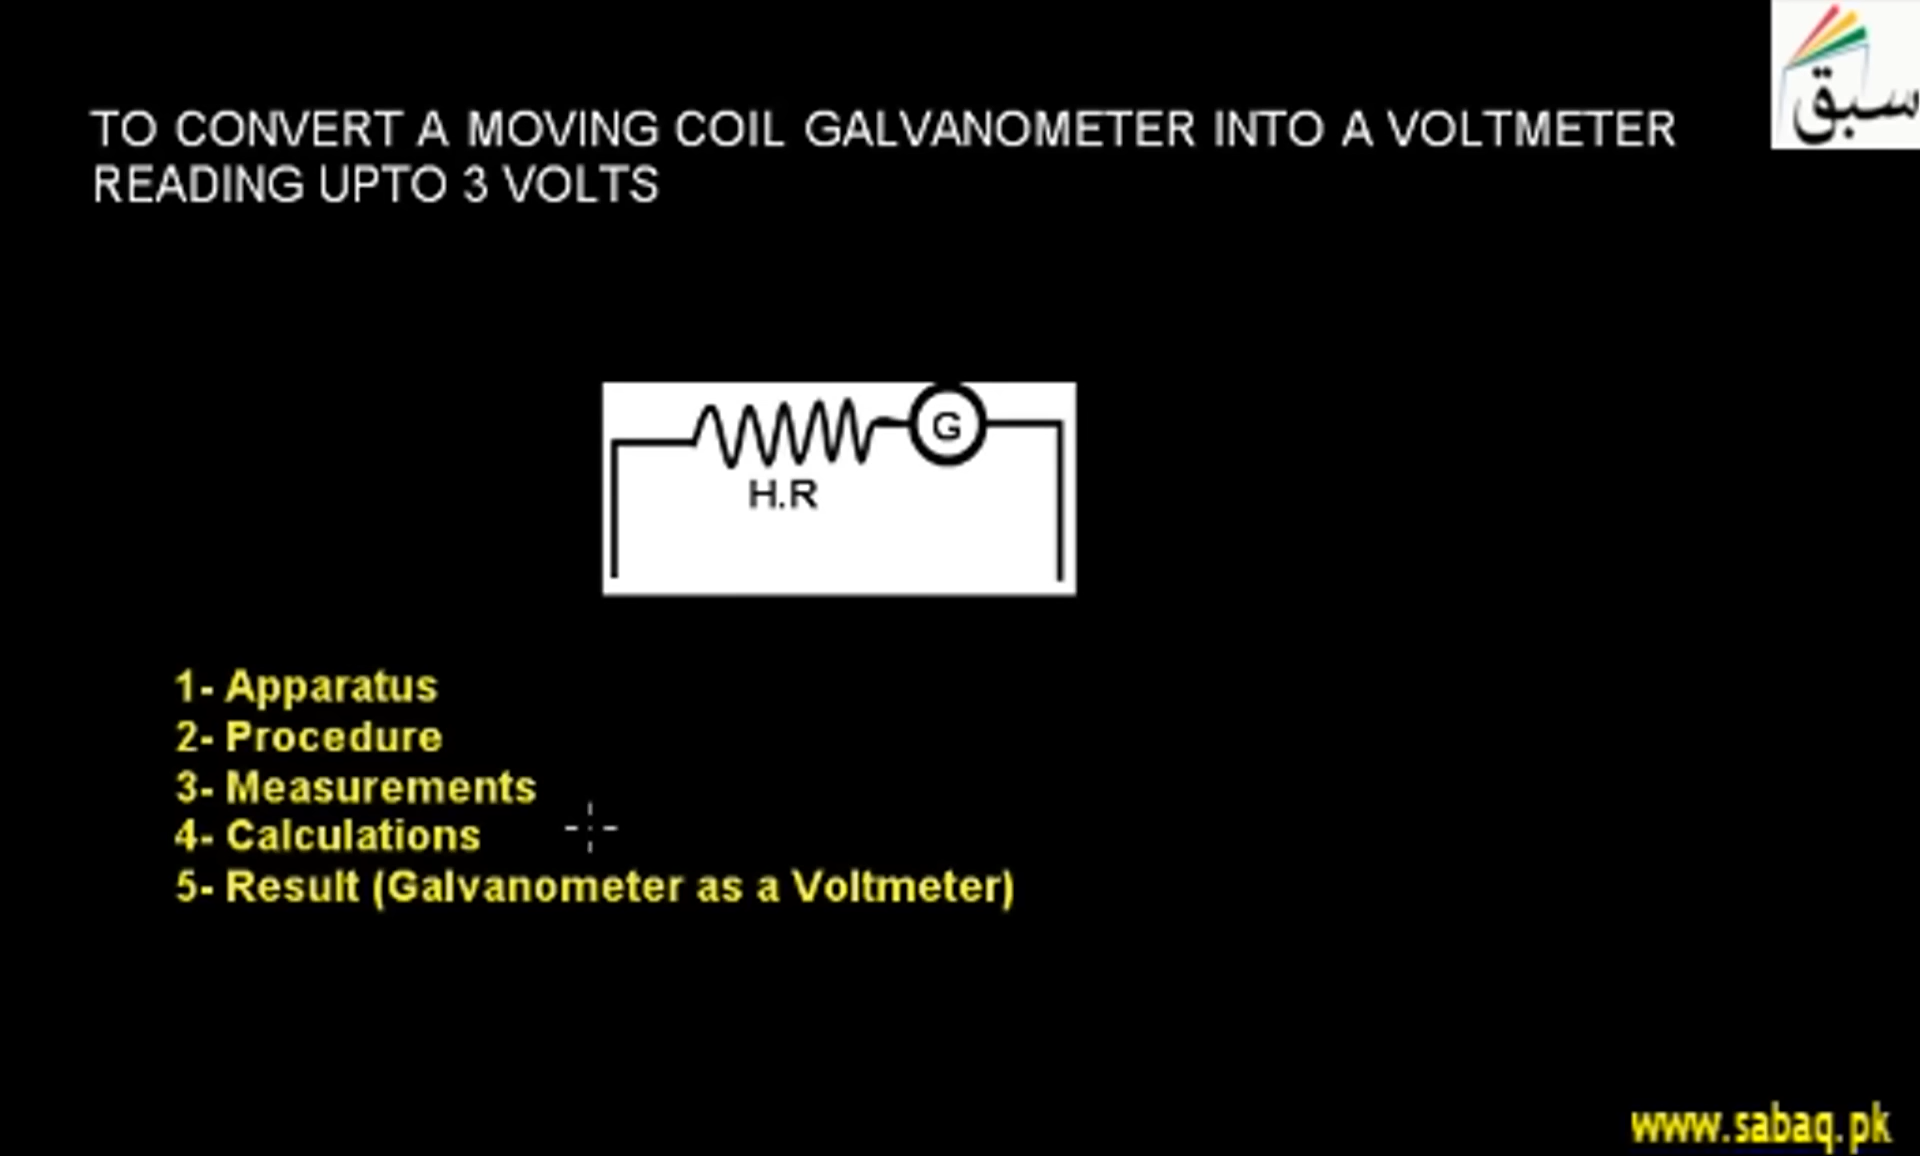 سبق
TO CONVERT A MOVING COIL GALVANOMETER INTO A VOLTMETER
READING UPTO 3 VOLTS
G
H.R
1- Apparatus
2- Procedure
3- Measurements
4- Calculations
5- Result (Galvanometer as a Voltmeter)
www.sabaq.pk